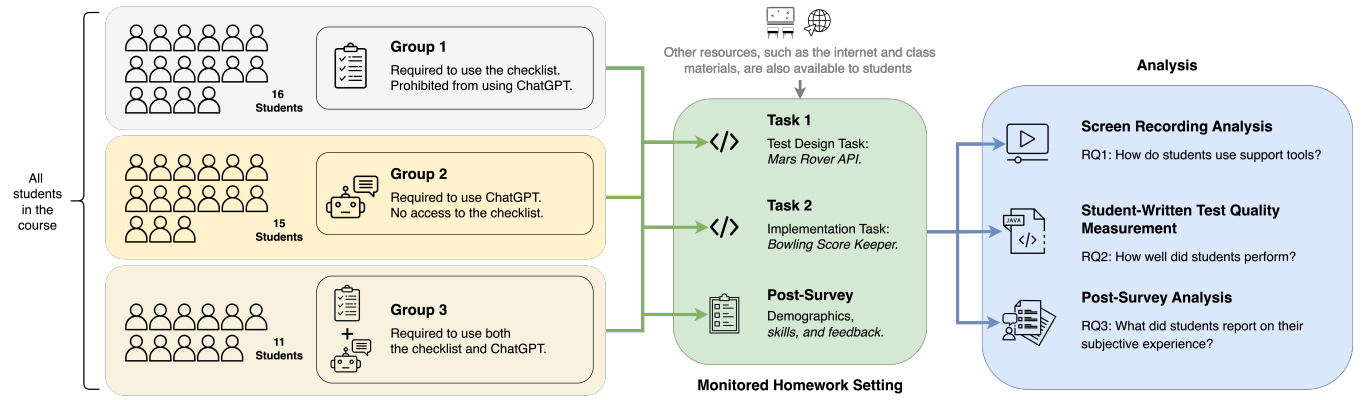 All
students
in the
course
16
Students
Group 1
Required to use the checklist.
Prohibited from using ChatGPT.
15
Students
Group 2
Required to use ChatGPT.
No access to the checklist.
11
Students
+
Group 3
Required to use both
the checklist and ChatGPT.
Other resources, such as the internet and class
materials, are also available to students
</>
Task 1
Test Design Task:
Mars Rover API.
</>
Task 2
Implementation Task:
Bowling Score Keeper.
Post-Survey
Demographics,
skills, and feedback.
Monitored Homework Setting
Analysis
Screen Recording Analysis
RQ1: How do students use support tools?
JAVA
</>
Student-Written Test Quality
Measurement
RQ2: How well did students perform?
Post-Survey Analysis
RQ3: What did students report on their
subjective experience?